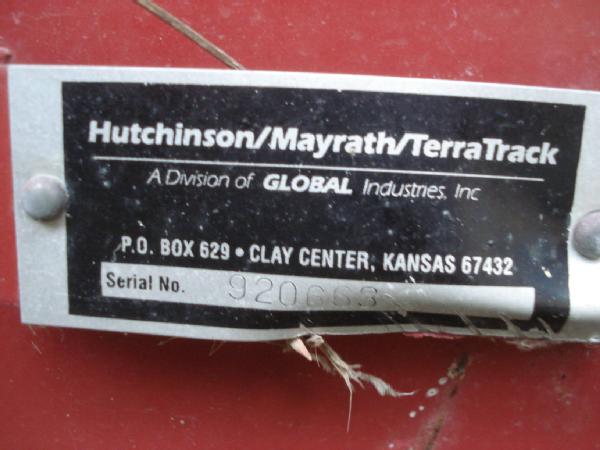 Hutchinson/Mayrath/TerraTrack
A Division of GLOBAL Industries, Inc
P.O. BOX 629 • CLAY CENTER, KANSAS 67432
Serial No. 920663